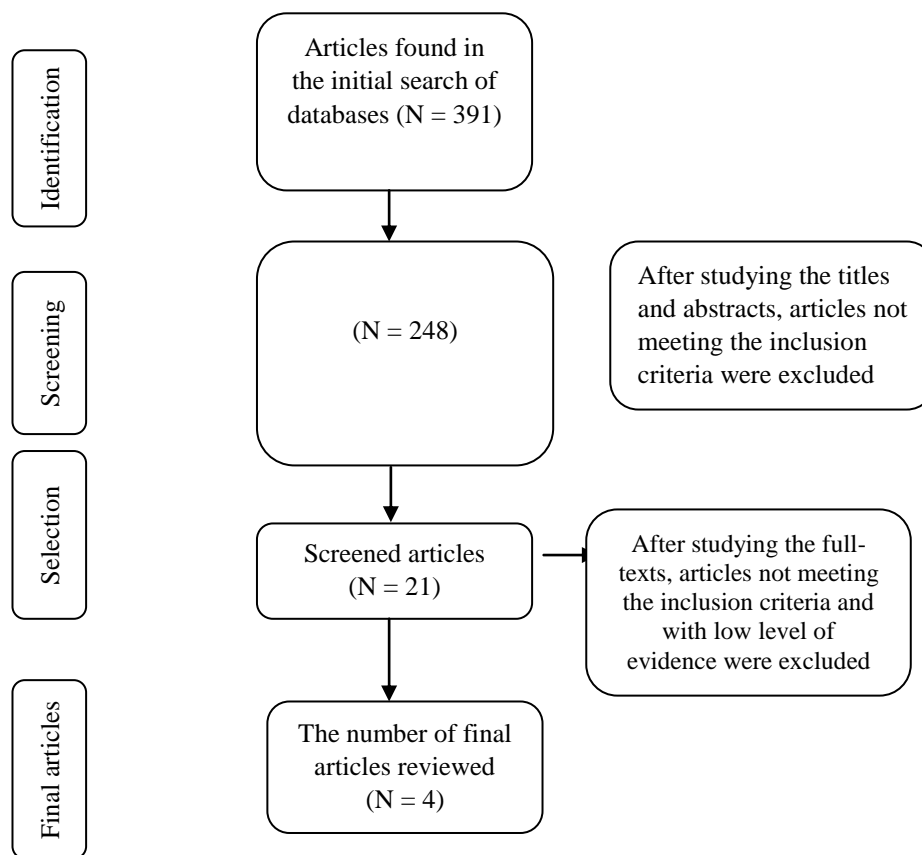 Identification
Articles found in
the initial search of
databases (N = 391)
Screening
(N = 248)
After studying the titles
and abstracts, articles not
meeting the inclusion
criteria were excluded
Selection
Screened articles
(N = 21)
After studying the full-
texts, articles not meeting
the inclusion criteria and
with low level of
evidence were excluded
Final articles
The number of final
articles reviewed
(N = 4)